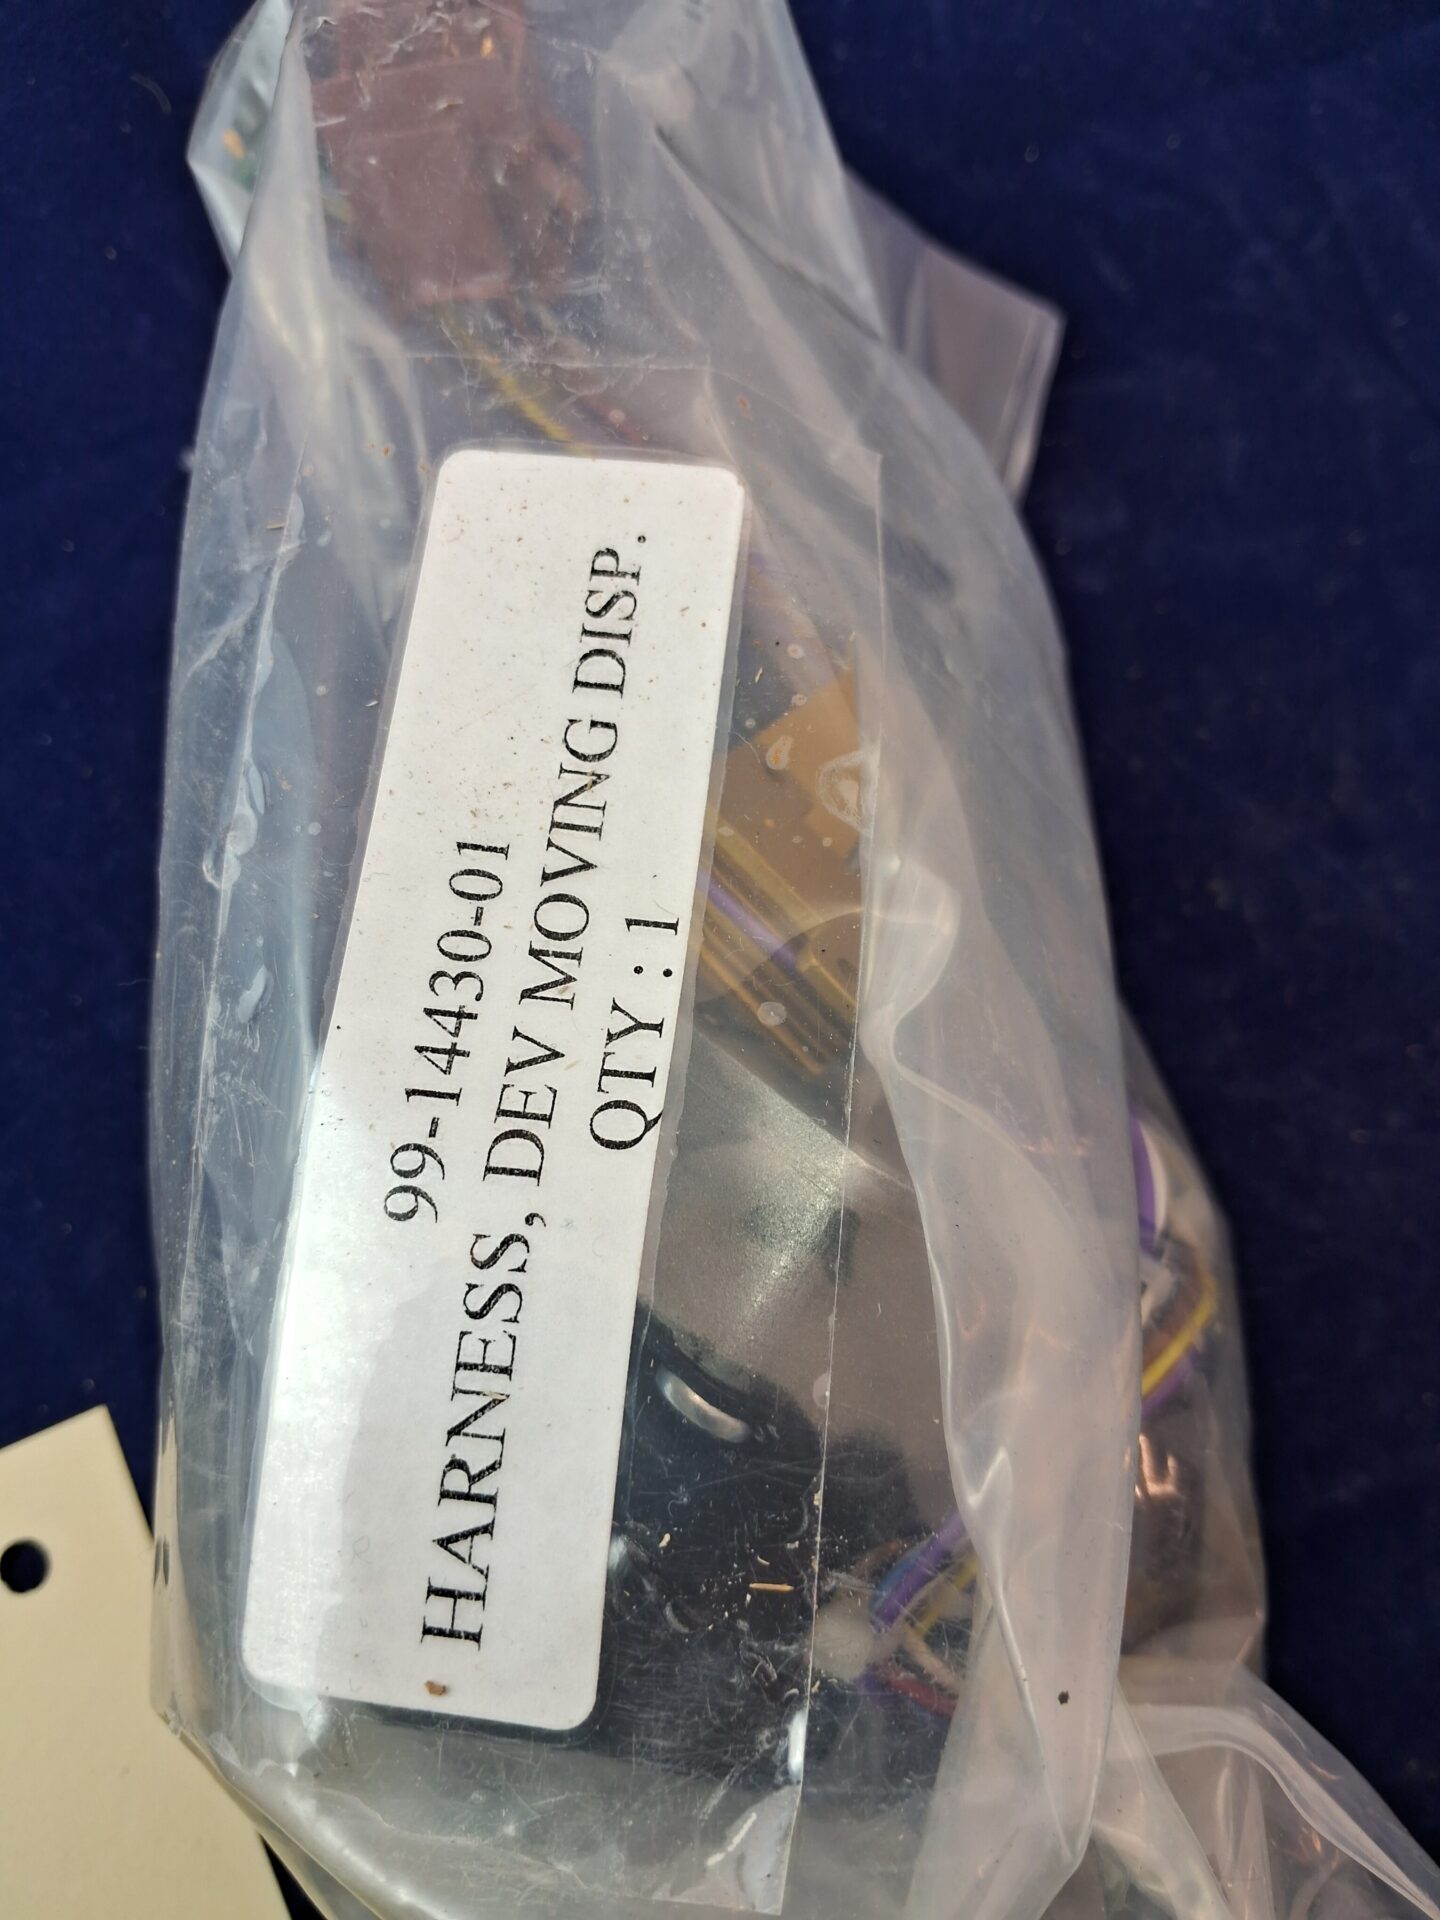 99-14430-01
HARNESS, DEV MOVING DISP.
QTY : 1